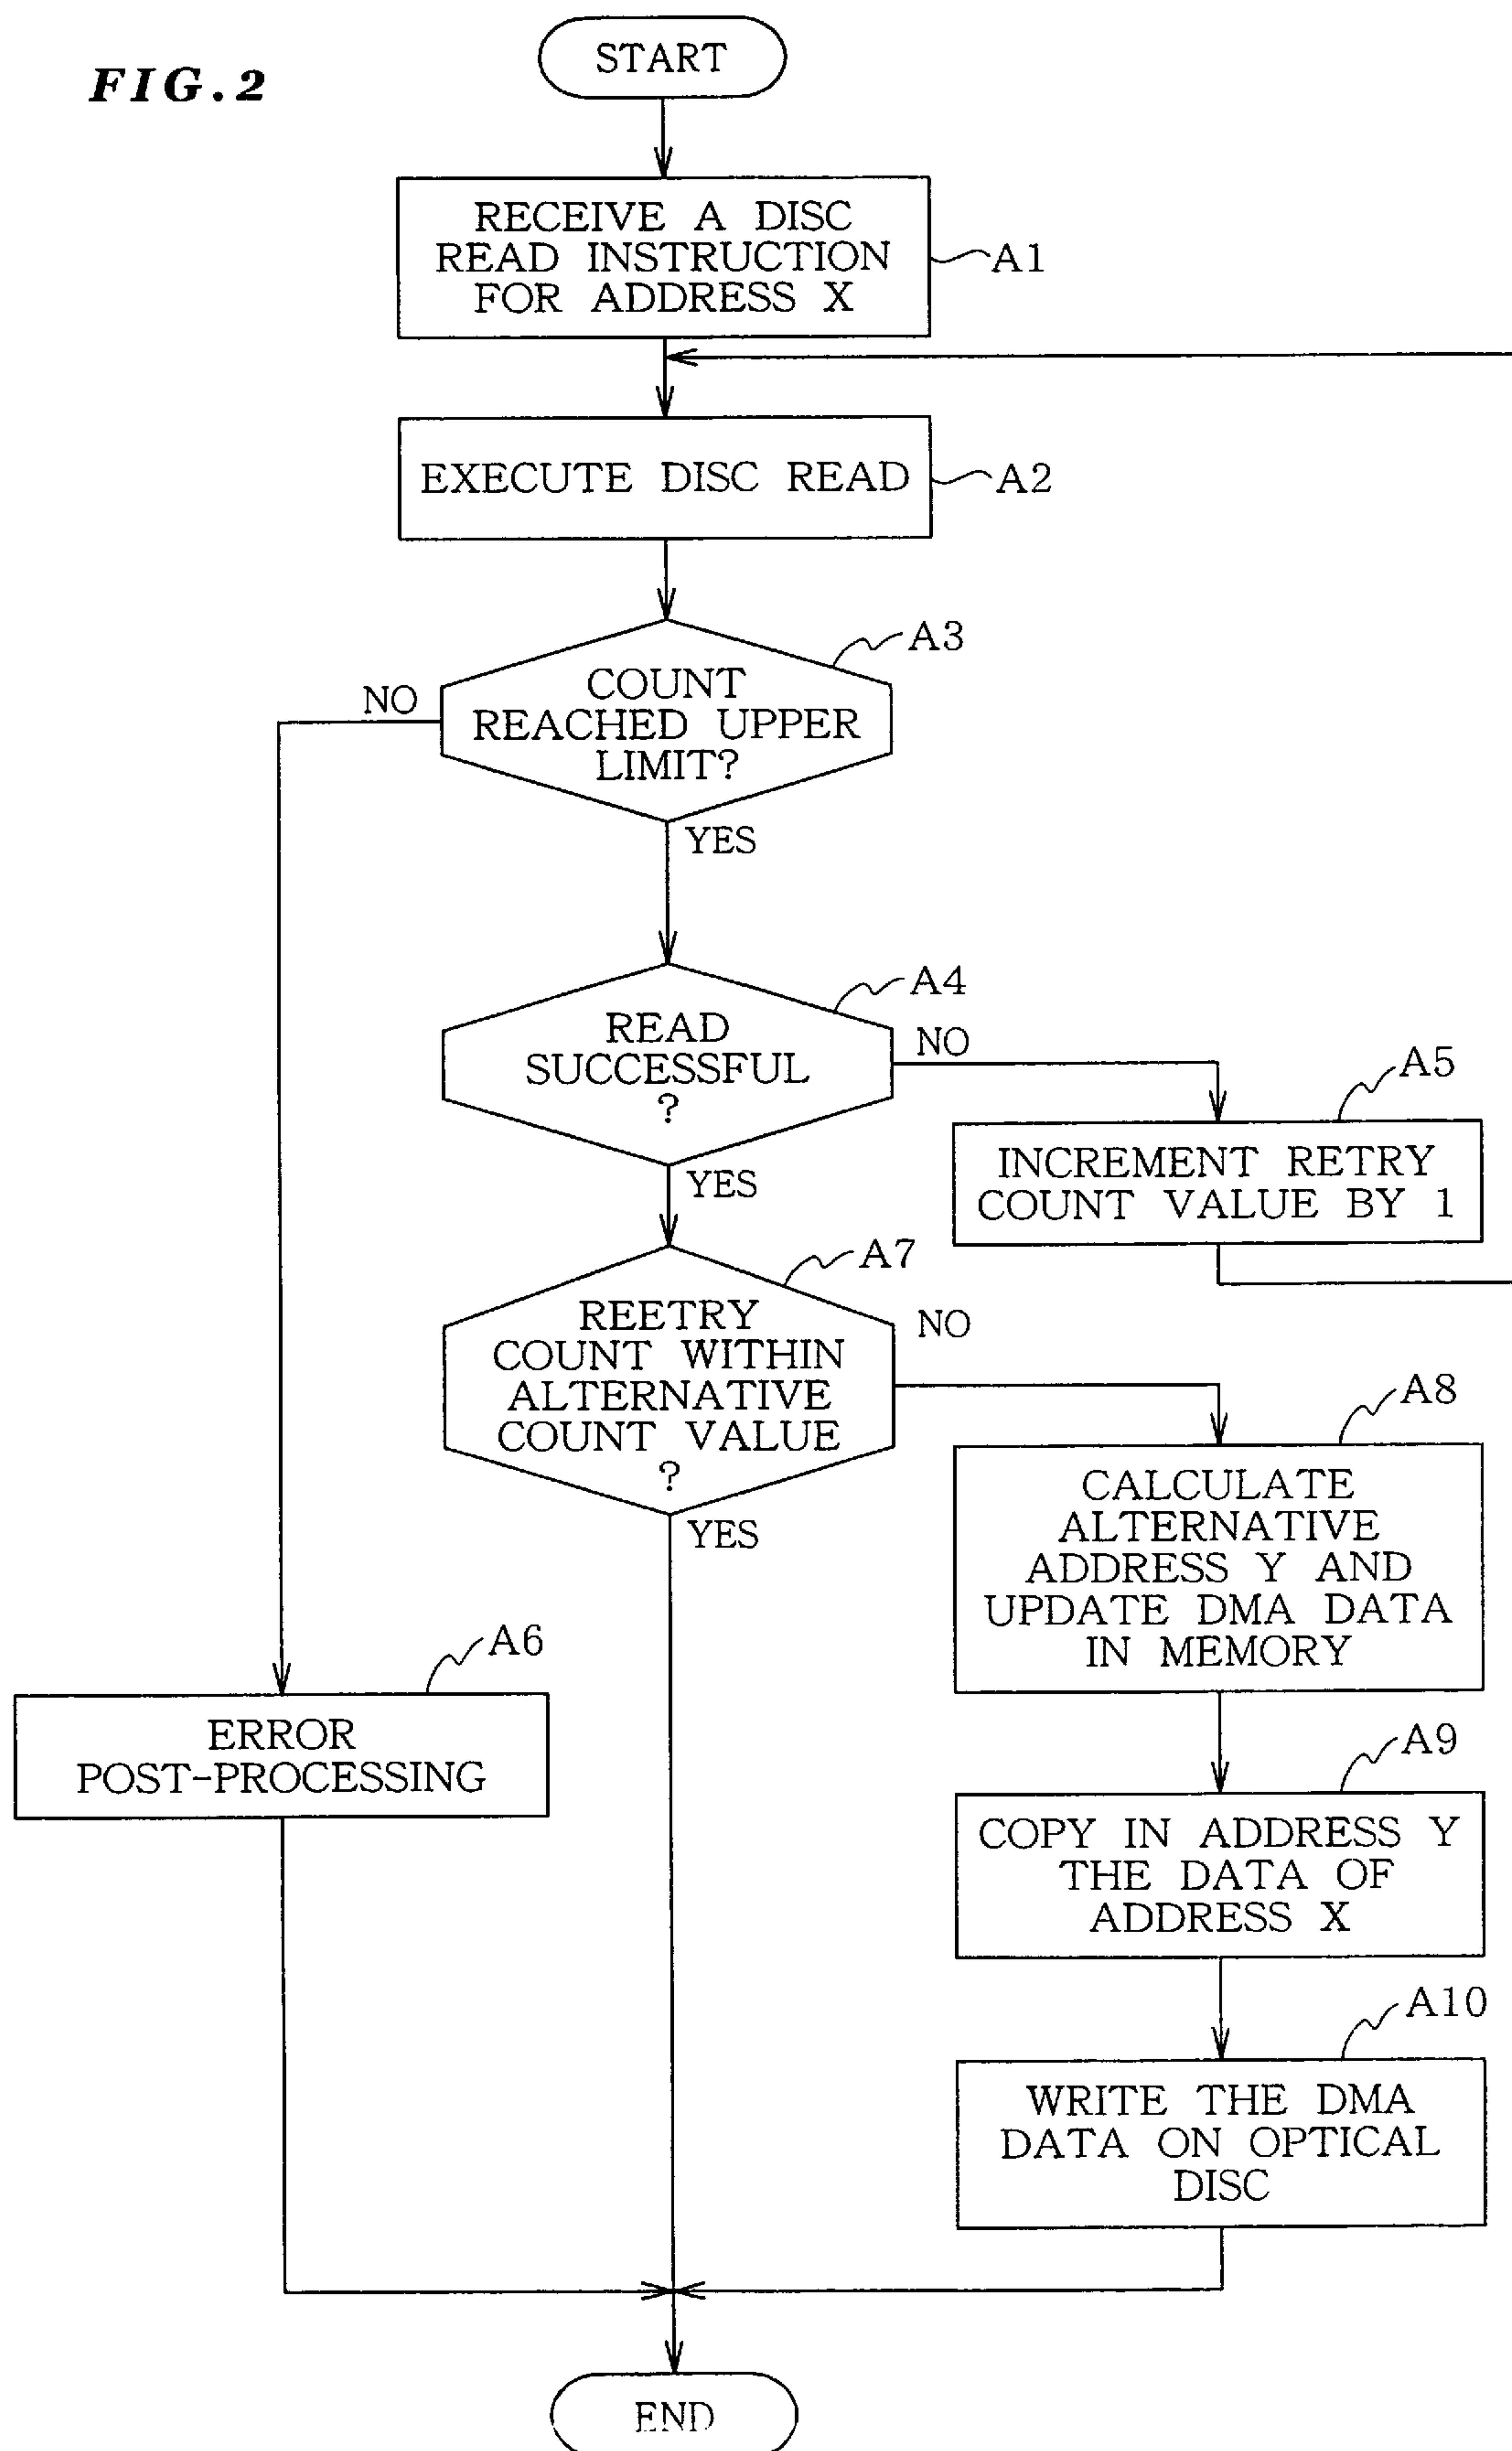 FIG.2
START
RECEIVE A DISC
READ INSTRUCTION
FOR ADDRESS X
A1
EXECUTE DISC READ
A2
A3
COUNT
REACHED UPPER
LIMIT?
NO
YES
A4
READ
SUCCESSFUL
?
NO
YES
A5
INCREMENT RETRY
COUNT VALUE BY 1
A7
REETRY
COUNT WITHIN
ALTERNATIVE
COUNT VALUE
?
NO
YES
A8
CALCULATE
ALTERNATIVE
ADDRESS Y AND
UPDATE DMA DATA
IN MEMORY
A6
ERROR
POST-PROCESSING
A9
COPY IN ADDRESS Y
THE DATA OF
ADDRESS X
A10
WRITE THE DMA
DATA ON OPTICAL
DISC
END